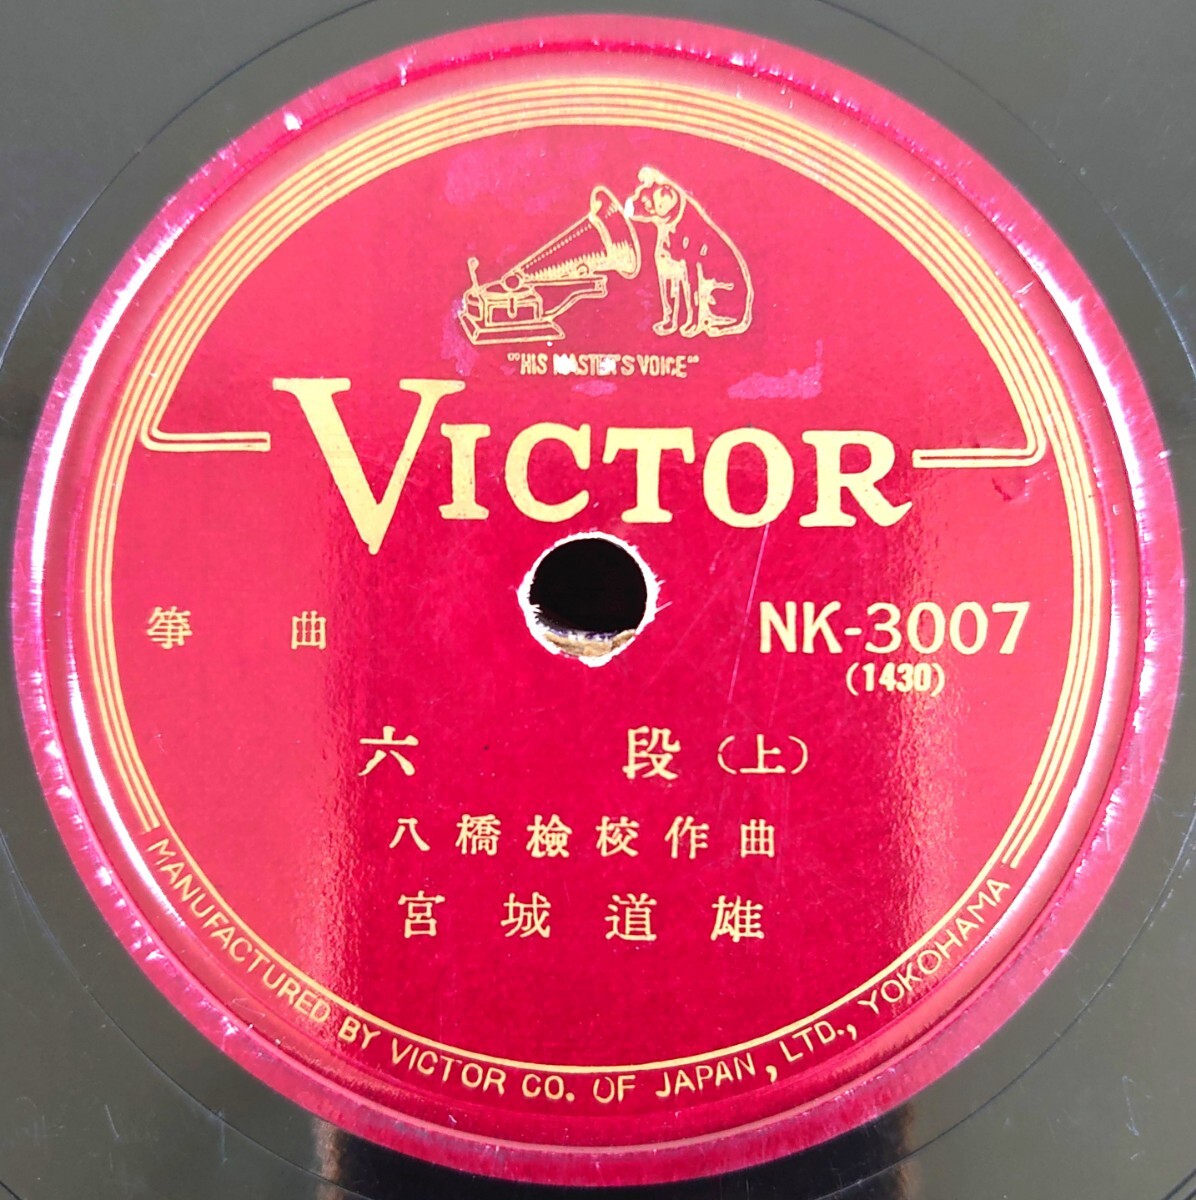 "HIS MASTER'S VOICE"
VICTOR
箏曲
NK-3007
(1430)
六段(上)
八橋檢校作曲
宮城道雄
MANUFACTURED BY VICTOR CO. OF JAPAN, LTD., YOKOHAMA